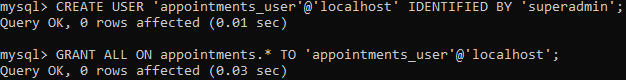 mysql> CREATE USER 'appointments_user'@'localhost' IDENTIFIED BY 'superadmin';
Query OK, 0 rows affected (0.01 sec)
mysql> GRANT ALL ON appointments.* TO 'appointments_user'@'localhost';
Query OK, 0 rows affected (0.03 sec)